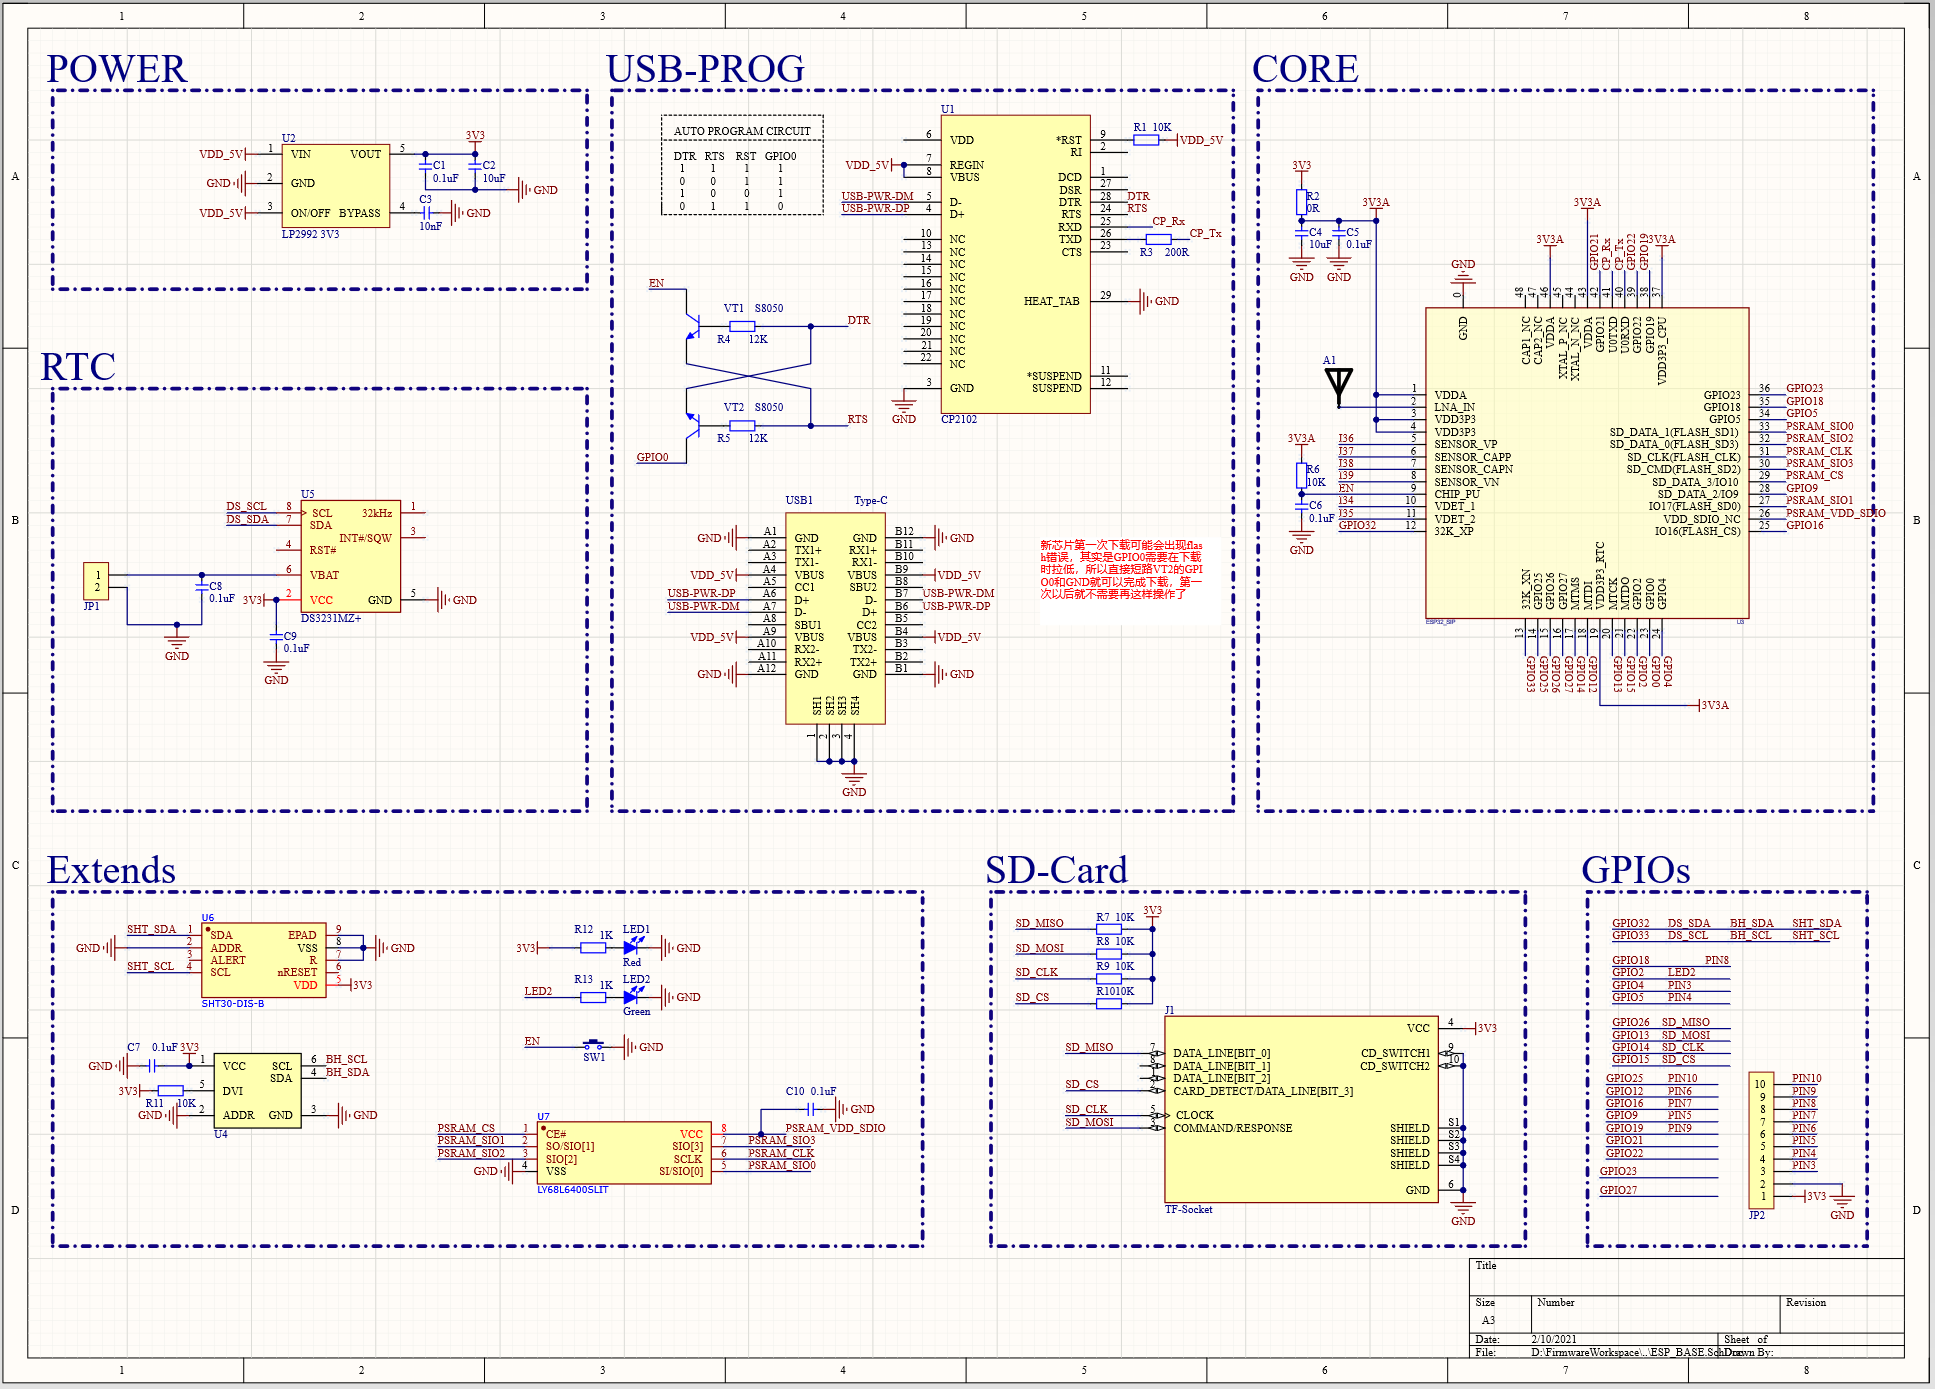 1 2 3 4 5 6 7 8
A
B
C
D
POWER
U2
VDD_5V 1 VIN VOUT 5
GND 2 GND
VDD_5V 3 ON/OFF BYPASS 4
LP2992 3V3
3V3
C1
0.1uF
C2
10uF
GND
C3
10nF
GND
RTC
U5
DS_SCL 8 SCL 32kHz 1
DS_SDA 7 SDA
INT#/SQW 3
4 RST#
6 VBAT
3V3 2 VCC GND 5 GND
DS3231MZ+
1
2
JP1
C8
0.1uF
GND
C9
0.1uF
GND
USB-PROG
AUTO PROGRAM CIRCUIT
DTR RTS RST GPIO0
1 1 1 1
0 0 1 1
1 0 0 1
0 1 1 0
EN
VT1 S8050
R4 12K
DTR
VT2 S8050
R5 12K
RTS
GPIO0
U1
6 VDD *RST 9
R1 10K
VDD_5V
RI 2
VDD_5V 7 REGIN
8 VBUS DCD 1
DSR 27
USB-PWR-DM 5 D- DTR 28 DTR
USB-PWR-DP 4 D+ RTS 24 RTS
RXD 25 CP_Rx
10 NC TXD 26
R3 200R
CP_Tx
13 NC CTS 23
14 NC
15 NC
16 NC
17 NC HEAT_TAB 29 GND
18 NC
19 NC
20 NC
21 NC
22 NC
*SUSPEND 11
3 GND SUSPEND 12
GND
CP2102
USB1 Type-C
GND A1 GND GND B12 GND
A2 TX1+ RX1+ B11
A3 TX1- RX1- B10
VDD_5V A4 VBUS VBUS B9 VDD_5V
A5 CC1 SBU2 B8
USB-PWR-DP A6 D+ D- B7 USB-PWR-DM
USB-PWR-DM A7 D- D+ B6 USB-PWR-DP
A8 SBU1 CC2 B5
VDD_5V A9 VBUS VBUS B4 VDD_5V
A10 RX2- TX2- B3
A11 RX2+ TX2+ B2
GND A12 GND GND B1 GND
SH1 SH2 SH3 SH4
1 2 3 4
GND
新芯片第一次下载可能会出现flas
h错误，其实是GPIO0需要在下载
时拉低，所以直接短路VT2的GPI
O0和GND就可以完成下载，第一
次以后就不需要再这样操作了
CORE
3V3
R2
0R
3V3A
C4
10uF
C5
0.1uF
GND GND
A1
3V3A
R6
10K
C6
0.1uF
GND
GND
3V3A 3V3A 3V3A
GPIO21 CP_Rx CP_Tx GPIO22 GPIO19
0 48 47 46 45 44 43 42 41 40 39 38 37
GND CAP1_NC CAP2_NC VDDA XTAL_P_NC XTAL_N_NC VDDA GPIO21 U0TXD U0RXD GPIO22 GPIO19 VDD3P3_CPU
1 VDDA GPIO23 36 GPIO23
2 LNA_IN GPIO18 35 GPIO18
3 VDD3P3 GPIO5 34 GPIO5
4 VDD3P3 SD_DATA_1(FLASH_SD1) 33 PSRAM_SIO0
I36 5 SENSOR_VP SD_DATA_0(FLASH_SD3) 32 PSRAM_SIO2
I37 6 SENSOR_CAPP SD_CLK(FLASH_CLK) 31 PSRAM_CLK
I38 7 SENSOR_CAPN SD_CMD(FLASH_SD2) 30 PSRAM_SIO3
I39 8 SENSOR_VN SD_DATA_3/IO10 29 PSRAM_CS
EN 9 CHIP_PU SD_DATA_2/IO9 28 GPIO9
I34 10 VDET_1 IO17(FLASH_SD0) 27 PSRAM_SIO1
I35 11 VDET_2 VDD_SDIO_NC 26 PSRAM_VDD_SDIO
GPIO32 12 32K_XP IO16(FLASH_CS) 25 GPIO16
32K_XN GPIO25 GPIO26 GPIO27 MTMS MTDI VDD3P3_RTC MTCK MTDO GPIO2 GPIO0 GPIO4
ESP32_SIP U3
13 14 15 16 17 18 19 20 21 22 23 24
GPIO33 GPIO25 GPIO26 GPIO27 GPIO14 GPIO12 GPIO13 GPIO15 GPIO2 GPIO0 GPIO4
3V3A
Extends
U6
SHT_SDA 1 SDA EPAD 9
GND 2 ADDR VSS 8 GND
3 ALERT R 7
SHT_SCL 4 SCL nRESET 6
VDD 5 3V3
SHT30-DIS-B
3V3 R12 1K LED1 GND
Red
LED2 R13 1K LED2 GND
Green
EN SW1 GND
C7 0.1uF 3V3
GND 1 VCC SCL 6 BH_SCL
SDA 4 BH_SDA
3V3 5 DVI
R11 10K
GND 2 ADDR GND 3 GND
U4
C10 0.1uF
GND
U7
PSRAM_CS 1 CE# VCC 8 PSRAM_VDD_SDIO
PSRAM_SIO1 2 SO/SIO[1] SIO[3] 7 PSRAM_SIO3
PSRAM_SIO2 3 SIO[2] SCLK 6 PSRAM_CLK
GND 4 VSS SI/SIO[0] 5 PSRAM_SIO0
LY68L6400SLIT
SD-Card
3V3
SD_MISO R7 10K
SD_MOSI R8 10K
SD_CLK R9 10K
SD_CS R10 10K
J1
VCC 4 3V3
SD_MISO 7 DATA_LINE[BIT_0] CD_SWITCH1 9
8 DATA_LINE[BIT_1] CD_SWITCH2 10
DATA_LINE[BIT_2]
SD_CS 2 CARD_DETECT/DATA_LINE[BIT_3]
SD_CLK 5 CLOCK
SD_MOSI 3 COMMAND/RESPONSE SHIELD S1
SHIELD S2
SHIELD S3
SHIELD S4
GND 6
TF-Socket
GND
GPIOs
GPIO32 DS_SDA BH_SDA SHT_SDA
GPIO33 DS_SCL BH_SCL SHT_SCL
GPIO18 PIN8
GPIO2 LED2
GPIO4 PIN3
GPIO5 PIN4
GPIO26 SD_MISO
GPIO13 SD_MOSI
GPIO14 SD_CLK
GPIO15 SD_CS
GPIO25 PIN10
GPIO12 PIN6
GPIO16 PIN7
GPIO9 PIN5
GPIO19 PIN9
GPIO21
GPIO22
GPIO23
GPIO27
10 PIN10
9 PIN9
8 PIN8
7 PIN7
6 PIN6
5 PIN5
4 PIN4
3 PIN3
2
1 3V3
JP2 GND
Title
Size Number Revision
A3
Date: 2/10/2021 Sheet of
File: D:\FirmwareWorkspace\..\ESP_BASE.SchDoc Drawn By:
1 2 3 4 5 6 7 8
A
B
C
D